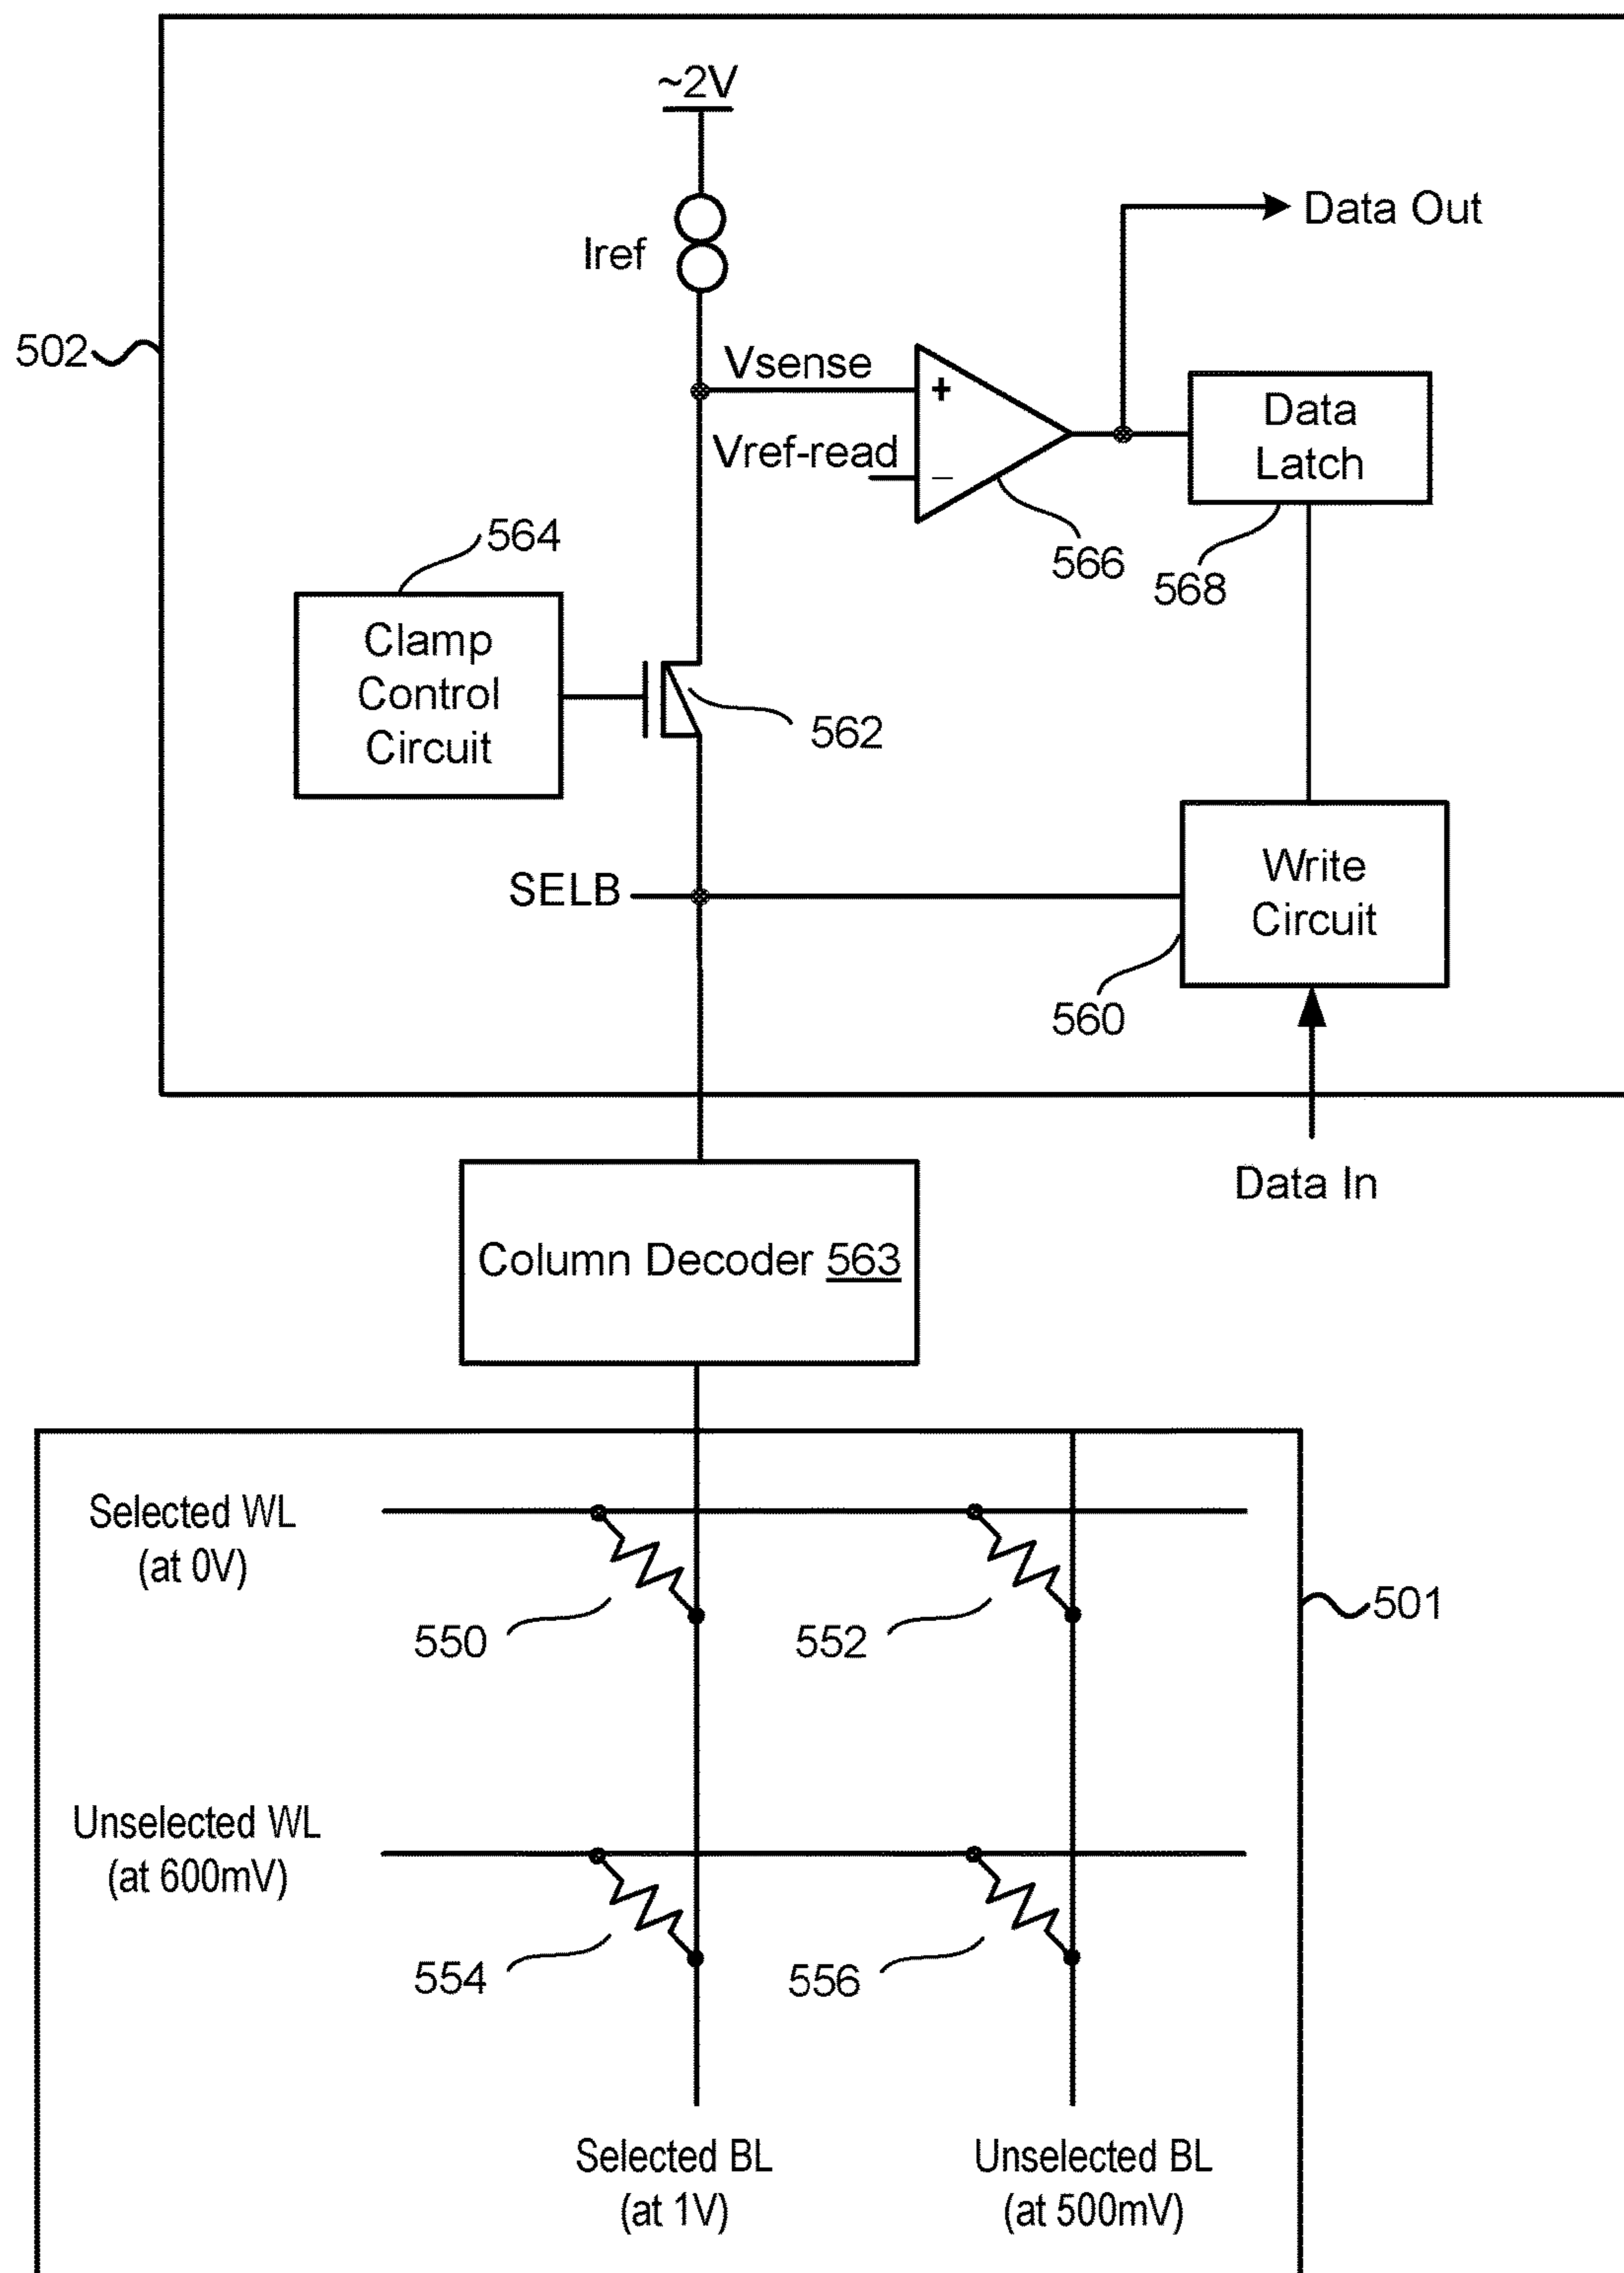 ~2V
Data Out
Iref
502
Vsense
+
Data
Latch
Vref-read
−
564
566
568
Clamp
Control
Circuit
562
SELB
Write
Circuit
560
Data In
Column Decoder 563
Selected WL
(at 0V)
501
550
552
Unselected WL
(at 600mV)
554
556
Selected BL
(at 1V)
Unselected BL
(at 500mV)